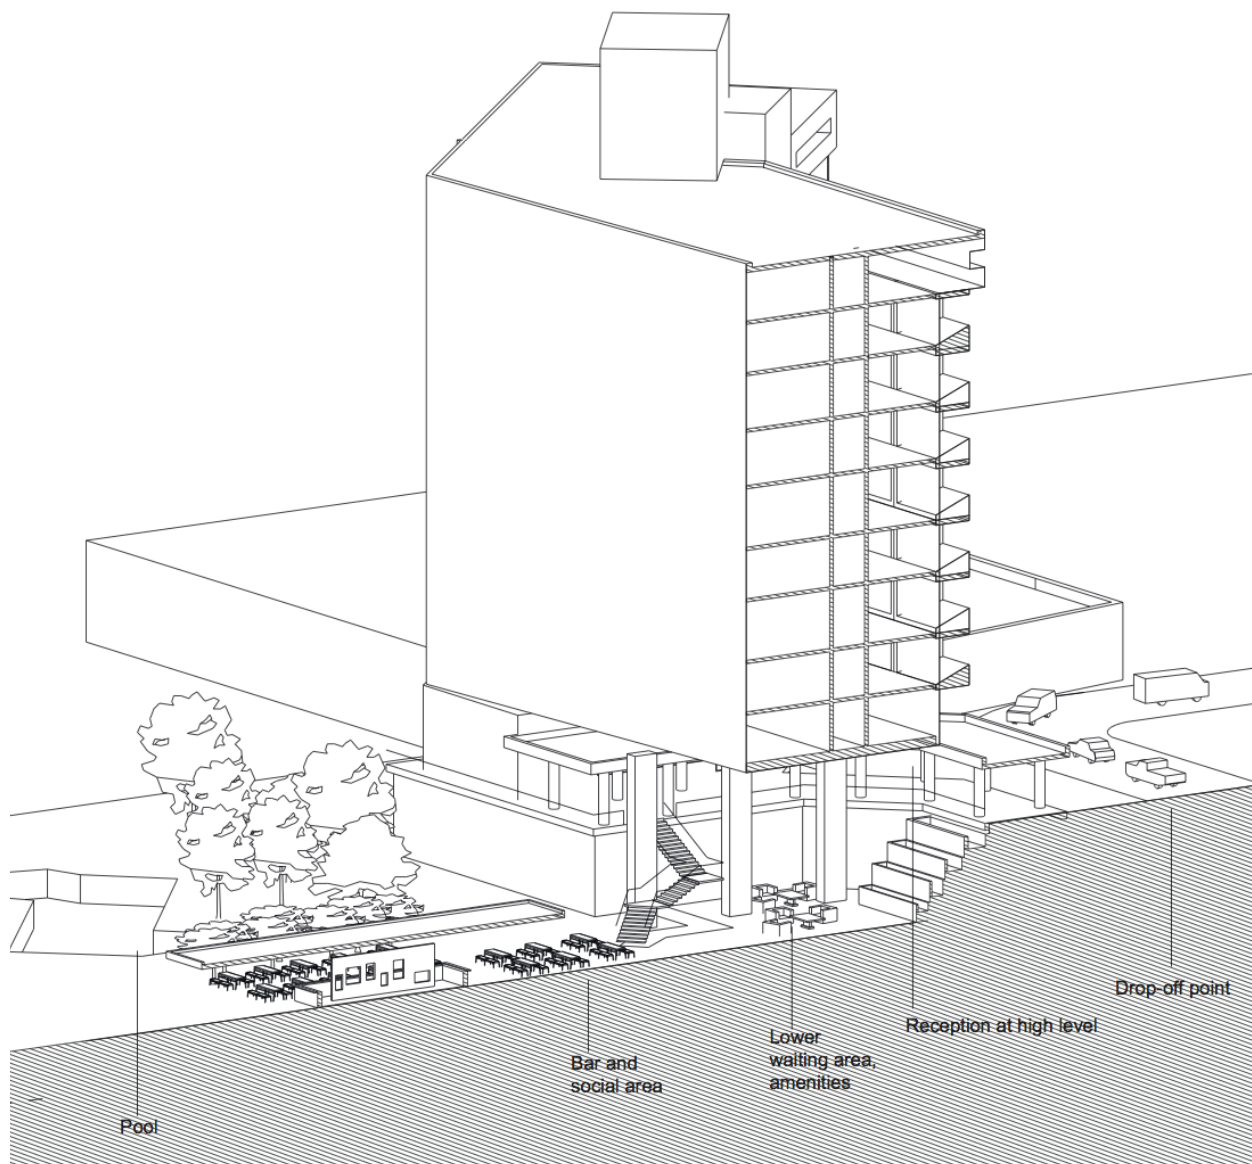 Drop-off point
Reception at high level
Lower
waiting area,
amenities
Bar and
social area
Pool